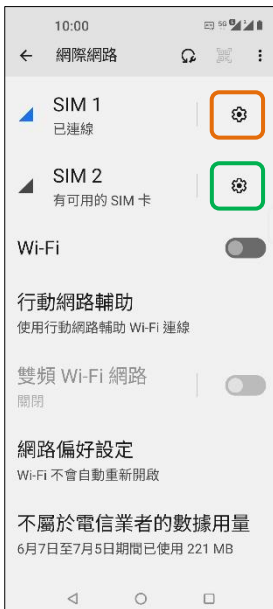 10:00
5G
網際網路
SIM 1
已連線
SIM 2
有可用的 SIM 卡
Wi-Fi
行動網路輔助
使用行動網路輔助 Wi-Fi 連線
雙頻 Wi-Fi 網路
關閉
網路偏好設定
Wi-Fi 不會自動重新開啟
不屬於電信業者的數據用量
6月7日至7月5日期間已使用 221 MB